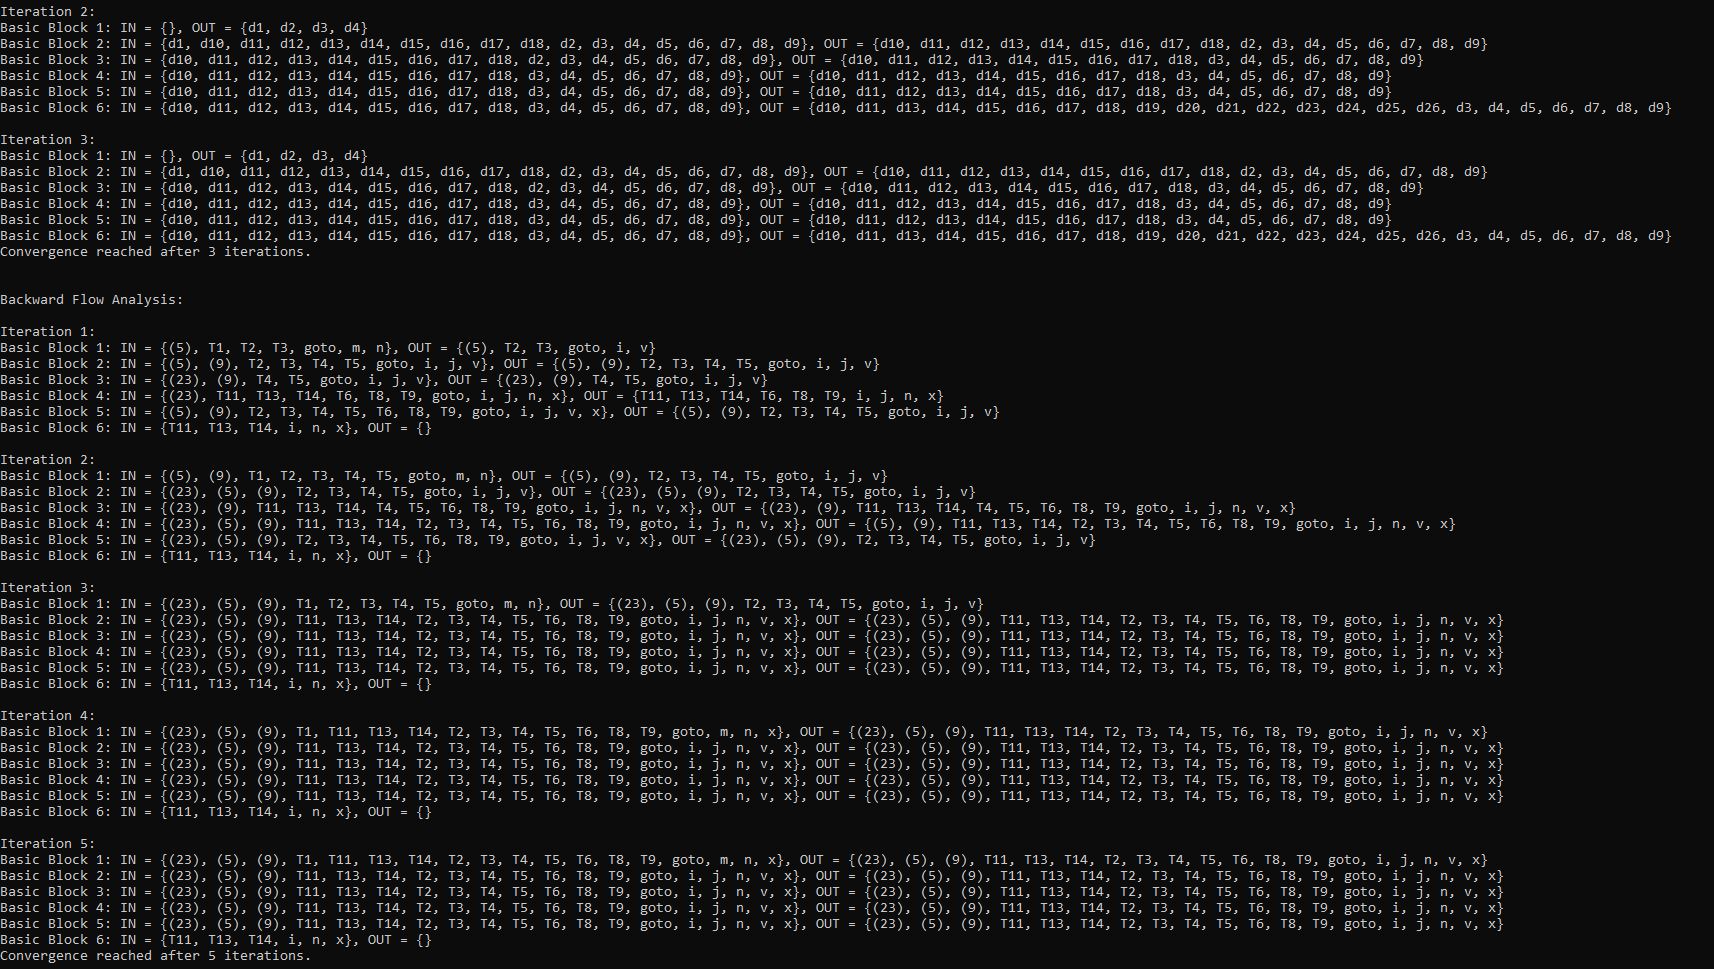 Iteration 2:
Basic Block 1: IN = {}, OUT = {d1, d2, d3, d4}
Basic Block 2: IN = {d1, d10, d11, d12, d13, d14, d15, d16, d17, d18, d2, d3, d4, d5, d6, d7, d8, d9}, OUT = {d10, d11, d12, d13, d14, d15, d16, d17, d18, d2, d3, d4, d5, d6, d7, d8, d9}
Basic Block 3: IN = {d10, d11, d12, d13, d14, d15, d16, d17, d18, d2, d3, d4, d5, d6, d7, d8, d9}, OUT = {d10, d11, d12, d13, d14, d15, d16, d17, d18, d3, d4, d5, d6, d7, d8, d9}
Basic Block 4: IN = {d10, d11, d12, d13, d14, d15, d16, d17, d18, d3, d4, d5, d6, d7, d8, d9}, OUT = {d10, d11, d12, d13, d14, d15, d16, d17, d18, d3, d4, d5, d6, d7, d8, d9}
Basic Block 5: IN = {d10, d11, d12, d13, d14, d15, d16, d17, d18, d3, d4, d5, d6, d7, d8, d9}, OUT = {d10, d11, d12, d13, d14, d15, d16, d17, d18, d3, d4, d5, d6, d7, d8, d9}
Basic Block 6: IN = {d10, d11, d12, d13, d14, d15, d16, d17, d18, d3, d4, d5, d6, d7, d8, d9}, OUT = {d10, d11, d13, d14, d15, d16, d17, d18, d19, d20, d21, d22, d23, d24, d25, d26, d3, d4, d5, d6, d7, d8, d9}
Iteration 3:
Basic Block 1: IN = {}, OUT = {d1, d2, d3, d4}
Basic Block 2: IN = {d1, d10, d11, d12, d13, d14, d15, d16, d17, d18, d2, d3, d4, d5, d6, d7, d8, d9}, OUT = {d10, d11, d12, d13, d14, d15, d16, d17, d18, d2, d3, d4, d5, d6, d7, d8, d9}
Basic Block 3: IN = {d10, d11, d12, d13, d14, d15, d16, d17, d18, d2, d3, d4, d5, d6, d7, d8, d9}, OUT = {d10, d11, d12, d13, d14, d15, d16, d17, d18, d3, d4, d5, d6, d7, d8, d9}
Basic Block 4: IN = {d10, d11, d12, d13, d14, d15, d16, d17, d18, d3, d4, d5, d6, d7, d8, d9}, OUT = {d10, d11, d12, d13, d14, d15, d16, d17, d18, d3, d4, d5, d6, d7, d8, d9}
Basic Block 5: IN = {d10, d11, d12, d13, d14, d15, d16, d17, d18, d3, d4, d5, d6, d7, d8, d9}, OUT = {d10, d11, d12, d13, d14, d15, d16, d17, d18, d3, d4, d5, d6, d7, d8, d9}
Basic Block 6: IN = {d10, d11, d12, d13, d14, d15, d16, d17, d18, d3, d4, d5, d6, d7, d8, d9}, OUT = {d10, d11, d13, d14, d15, d16, d17, d18, d19, d20, d21, d22, d23, d24, d25, d26, d3, d4, d5, d6, d7, d8, d9}
Convergence reached after 3 iterations.
Backward Flow Analysis:
Iteration 1:
Basic Block 1: IN = {(5), T1, T2, T3, goto, m, n}, OUT = {(5), T2, T3, goto, i, v}
Basic Block 2: IN = {(5), (9), T2, T3, T4, T5, goto, i, j, v}, OUT = {(5), (9), T2, T3, T4, T5, goto, i, j, v}
Basic Block 3: IN = {(23), (9), T4, T5, goto, i, j, v}, OUT = {(23), (9), T4, T5, goto, i, j, v}
Basic Block 4: IN = {(23), T11, T13, T14, T6, T8, T9, goto, i, j, n, x}, OUT = {T11, T13, T14, T6, T8, T9, i, j, n, x}
Basic Block 5: IN = {(5), (9), T2, T3, T4, T5, T6, T8, T9, goto, i, j, v, x}, OUT = {(5), (9), T2, T3, T4, T5, goto, i, j, v}
Basic Block 6: IN = {T11, T13, T14, i, n, x}, OUT = {}
Iteration 2:
Basic Block 1: IN = {(5), (9), T1, T2, T3, T4, T5, goto, m, n}, OUT = {(5), (9), T2, T3, T4, T5, goto, i, j, v}
Basic Block 2: IN = {(23), (5), (9), T2, T3, T4, T5, goto, i, j, v}, OUT = {(23), (5), (9), T2, T3, T4, T5, goto, i, j, v}
Basic Block 3: IN = {(23), (9), T11, T13, T14, T4, T5, T6, T8, T9, goto, i, j, n, v, x}, OUT = {(23), (9), T11, T13, T14, T4, T5, T6, T8, T9, goto, i, j, n, v, x}
Basic Block 4: IN = {(23), (5), (9), T11, T13, T14, T2, T3, T4, T5, T6, T8, T9, goto, i, j, n, v, x}, OUT = {(5), (9), T11, T13, T14, T2, T3, T4, T5, T6, T8, T9, goto, i, j, n, v, x}
Basic Block 5: IN = {(23), (5), (9), T2, T3, T4, T5, T6, T8, T9, goto, i, j, v, x}, OUT = {(23), (5), (9), T2, T3, T4, T5, goto, i, j, v}
Basic Block 6: IN = {T11, T13, T14, i, n, x}, OUT = {}
Iteration 3:
Basic Block 1: IN = {(23), (5), (9), T1, T2, T3, T4, T5, goto, m, n}, OUT = {(23), (5), (9), T2, T3, T4, T5, goto, i, j, v}
Basic Block 2: IN = {(23), (5), (9), T11, T13, T14, T2, T3, T4, T5, T6, T8, T9, goto, i, j, n, v, x}, OUT = {(23), (5), (9), T11, T13, T14, T2, T3, T4, T5, T6, T8, T9, goto, i, j, n, v, x}
Basic Block 3: IN = {(23), (5), (9), T11, T13, T14, T2, T3, T4, T5, T6, T8, T9, goto, i, j, n, v, x}, OUT = {(23), (5), (9), T11, T13, T14, T2, T3, T4, T5, T6, T8, T9, goto, i, j, n, v, x}
Basic Block 4: IN = {(23), (5), (9), T11, T13, T14, T2, T3, T4, T5, T6, T8, T9, goto, i, j, n, v, x}, OUT = {(23), (5), (9), T11, T13, T14, T2, T3, T4, T5, T6, T8, T9, goto, i, j, n, v, x}
Basic Block 5: IN = {(23), (5), (9), T11, T13, T14, T2, T3, T4, T5, T6, T8, T9, goto, i, j, n, v, x}, OUT = {(23), (5), (9), T11, T13, T14, T2, T3, T4, T5, T6, T8, T9, goto, i, j, n, v, x}
Basic Block 6: IN = {T11, T13, T14, i, n, x}, OUT = {}
Iteration 4:
Basic Block 1: IN = {(23), (5), (9), T1, T11, T13, T14, T2, T3, T4, T5, T6, T8, T9, goto, m, n, x}, OUT = {(23), (5), (9), T11, T13, T14, T2, T3, T4, T5, T6, T8, T9, goto, i, j, n, v, x}
Basic Block 2: IN = {(23), (5), (9), T11, T13, T14, T2, T3, T4, T5, T6, T8, T9, goto, i, j, n, v, x}, OUT = {(23), (5), (9), T11, T13, T14, T2, T3, T4, T5, T6, T8, T9, goto, i, j, n, v, x}
Basic Block 3: IN = {(23), (5), (9), T11, T13, T14, T2, T3, T4, T5, T6, T8, T9, goto, i, j, n, v, x}, OUT = {(23), (5), (9), T11, T13, T14, T2, T3, T4, T5, T6, T8, T9, goto, i, j, n, v, x}
Basic Block 4: IN = {(23), (5), (9), T11, T13, T14, T2, T3, T4, T5, T6, T8, T9, goto, i, j, n, v, x}, OUT = {(23), (5), (9), T11, T13, T14, T2, T3, T4, T5, T6, T8, T9, goto, i, j, n, v, x}
Basic Block 5: IN = {(23), (5), (9), T11, T13, T14, T2, T3, T4, T5, T6, T8, T9, goto, i, j, n, v, x}, OUT = {(23), (5), (9), T11, T13, T14, T2, T3, T4, T5, T6, T8, T9, goto, i, j, n, v, x}
Basic Block 6: IN = {T11, T13, T14, i, n, x}, OUT = {}
Iteration 5:
Basic Block 1: IN = {(23), (5), (9), T1, T11, T13, T14, T2, T3, T4, T5, T6, T8, T9, goto, m, n, x}, OUT = {(23), (5), (9), T11, T13, T14, T2, T3, T4, T5, T6, T8, T9, goto, i, j, n, v, x}
Basic Block 2: IN = {(23), (5), (9), T11, T13, T14, T2, T3, T4, T5, T6, T8, T9, goto, i, j, n, v, x}, OUT = {(23), (5), (9), T11, T13, T14, T2, T3, T4, T5, T6, T8, T9, goto, i, j, n, v, x}
Basic Block 3: IN = {(23), (5), (9), T11, T13, T14, T2, T3, T4, T5, T6, T8, T9, goto, i, j, n, v, x}, OUT = {(23), (5), (9), T11, T13, T14, T2, T3, T4, T5, T6, T8, T9, goto, i, j, n, v, x}
Basic Block 4: IN = {(23), (5), (9), T11, T13, T14, T2, T3, T4, T5, T6, T8, T9, goto, i, j, n, v, x}, OUT = {(23), (5), (9), T11, T13, T14, T2, T3, T4, T5, T6, T8, T9, goto, i, j, n, v, x}
Basic Block 5: IN = {(23), (5), (9), T11, T13, T14, T2, T3, T4, T5, T6, T8, T9, goto, i, j, n, v, x}, OUT = {(23), (5), (9), T11, T13, T14, T2, T3, T4, T5, T6, T8, T9, goto, i, j, n, v, x}
Basic Block 6: IN = {T11, T13, T14, i, n, x}, OUT = {}
Convergence reached after 5 iterations.